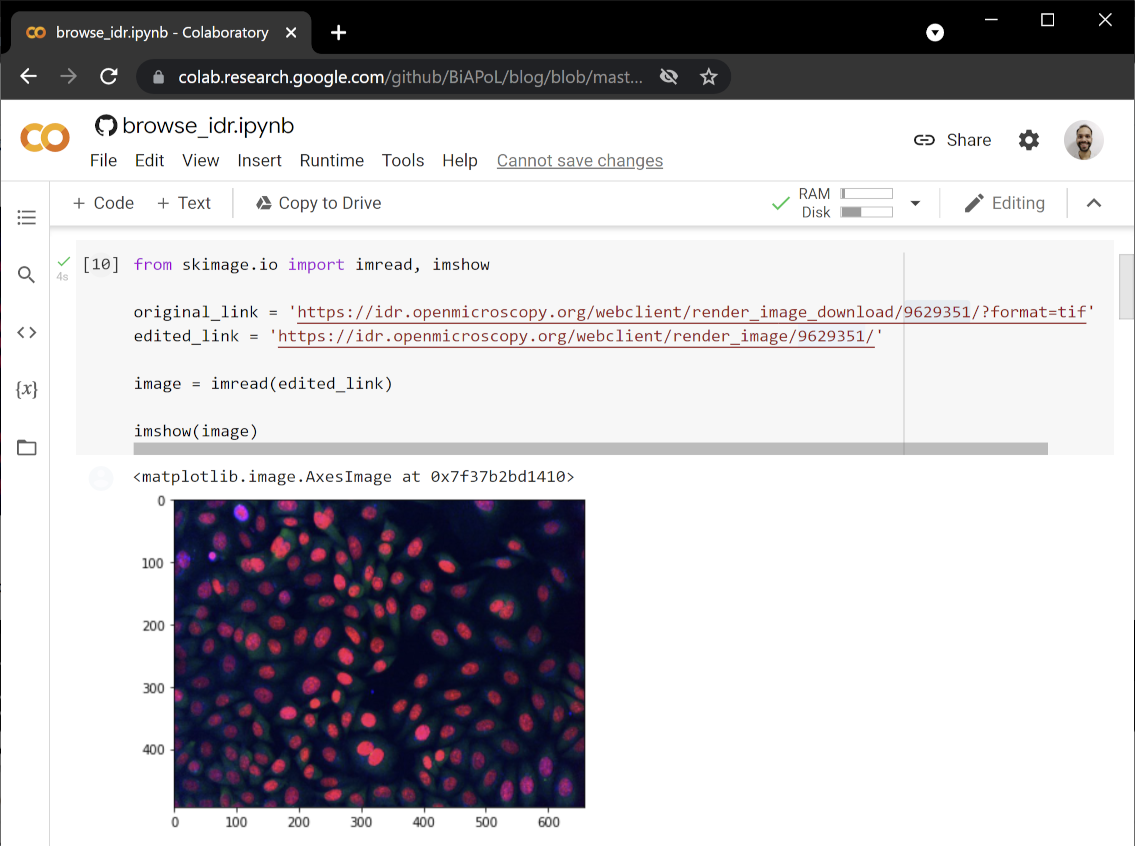 browse_idr.ipynb - Colaboratory
colab.research.google.com/github/BiAPoL/blog/blob/mast...
CO
browse_idr.ipynb
Share
File Edit View Insert Runtime Tools Help Cannot save changes
+ Code + Text Copy to Drive
RAM
Disk
Editing
[10] from skimage.io import imread, imshow
4s
original_link = 'https://idr.openmicroscopy.org/webclient/render_image_download/9629351/?format=tif'
edited_link = 'https://idr.openmicroscopy.org/webclient/render_image/9629351/'
image = imread(edited_link)
imshow(image)
{x}
<matplotlib.image.AxesImage at 0x7f37b2bd1410>
0
100
200
300
400
0 100 200 300 400 500 600